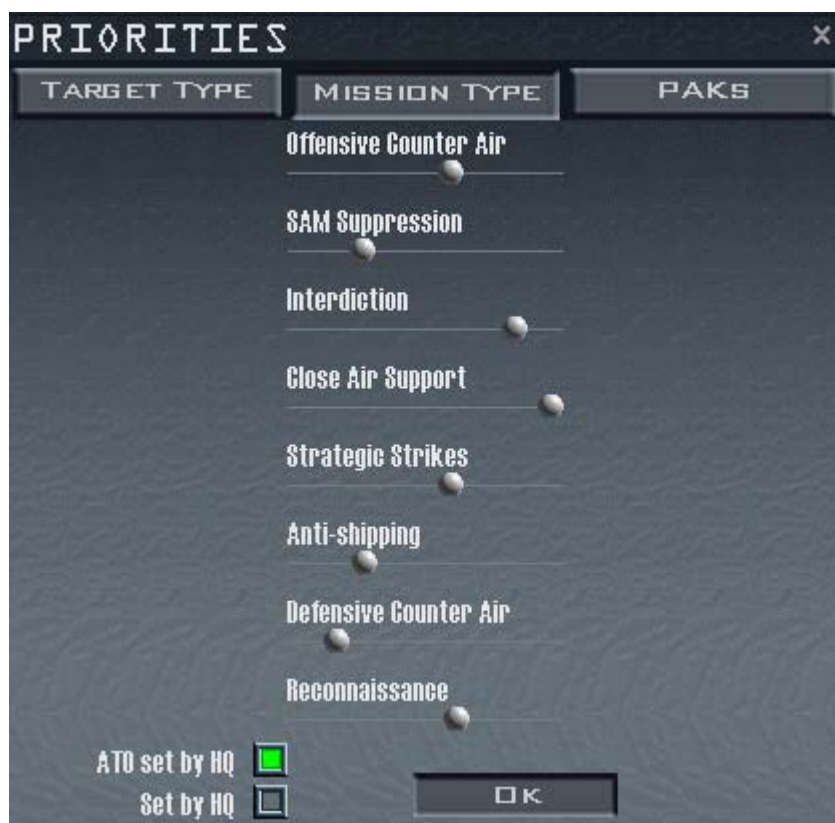 PRIORITIES x
TARGET TYPE MISSION TYPE PAKS
Offensive Counter Air
SAM Suppression
Interdiction
Close Air Support
Strategic Strikes
Anti-shipping
Defensive Counter Air
Reconnaissance
ATO set by HQ
Set by HQ
OK